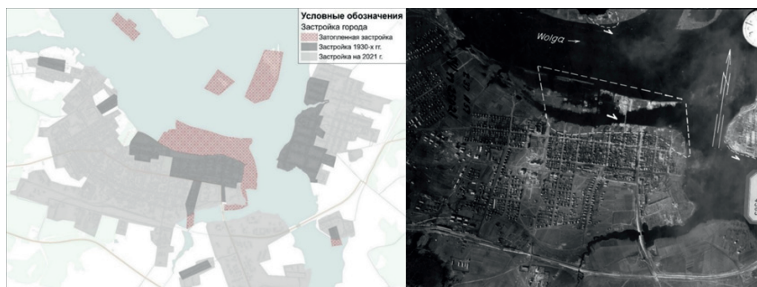 Условные обозначения
Застройка города
Затопленная застройка
Застройка 1930-х гг.
Застройка на 2021 г.
Wolga